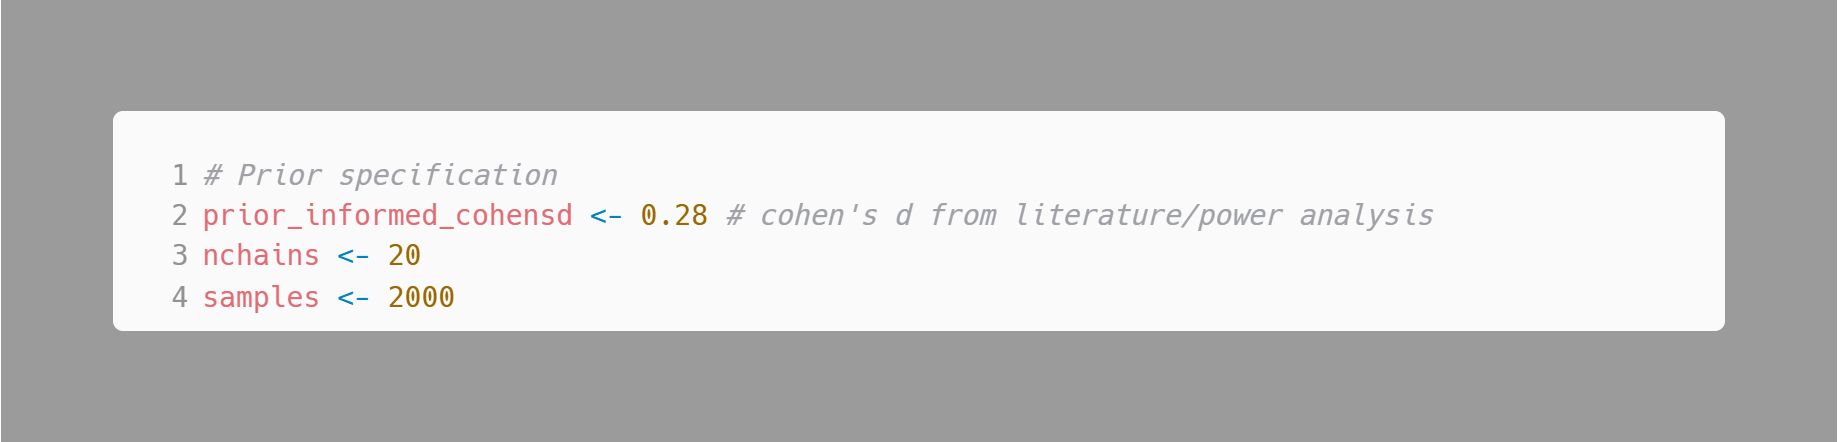 1 # Prior specification
2 prior_informed_cohensd <- 0.28 # cohen's d from literature/power analysis
3 nchains <- 20
4 samples <- 2000